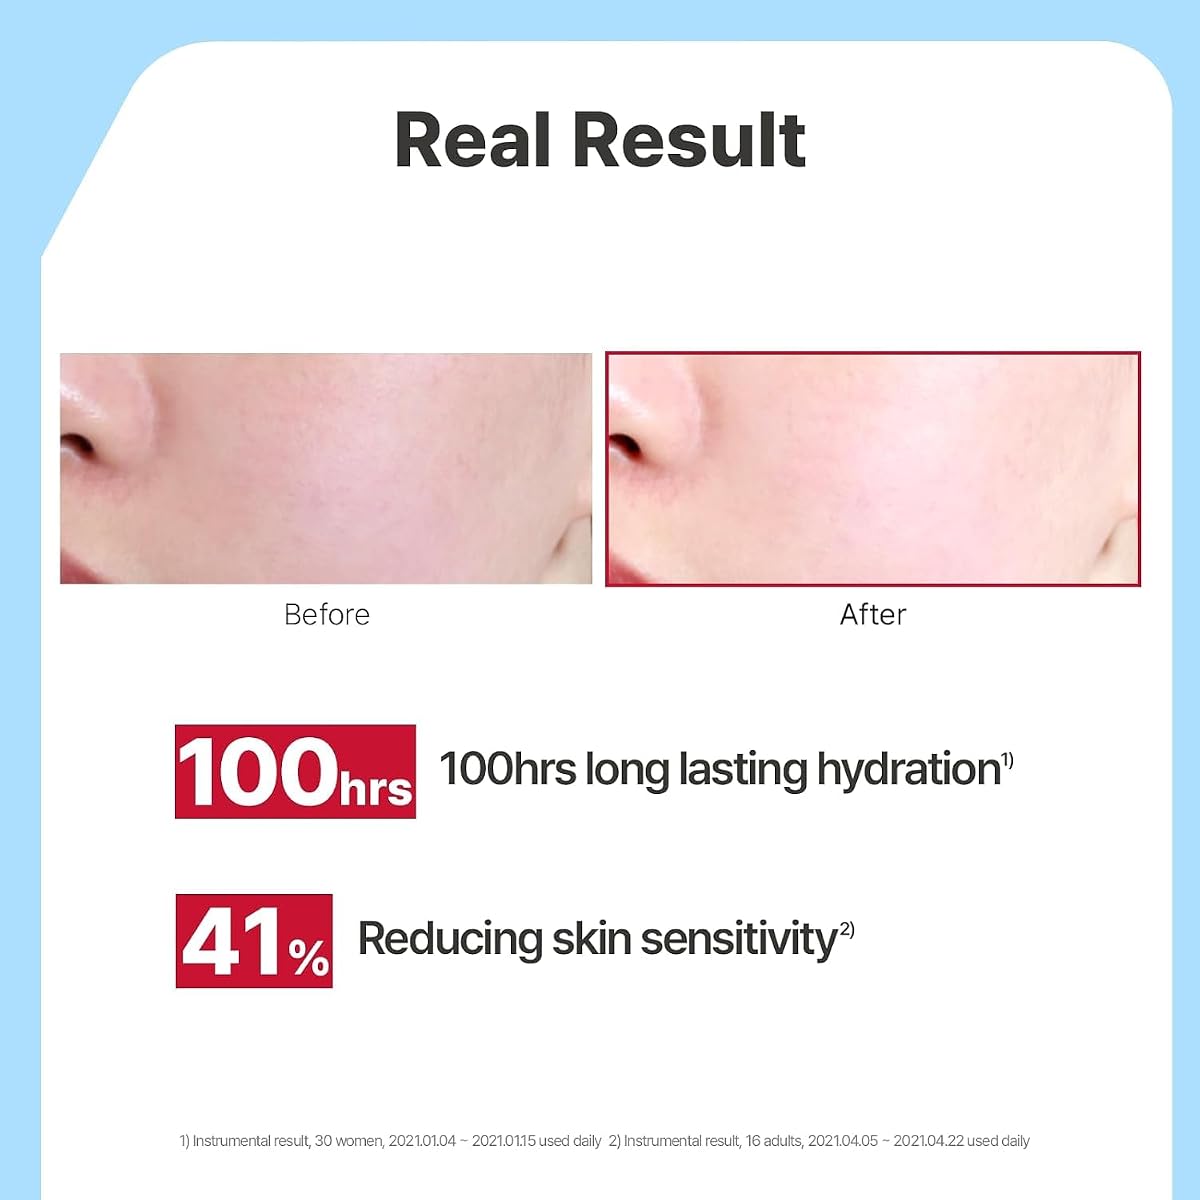 Real Result
Before
After
100hrs
100hrs long lasting hydration1)
41%
Reducing skin sensitivity2)
1) Instrumental result, 30 women, 2021.01.04 ~ 2021.01.15 used daily 2) Instrumental result, 16 adults, 2021.04.05 ~ 2021.04.22 used daily